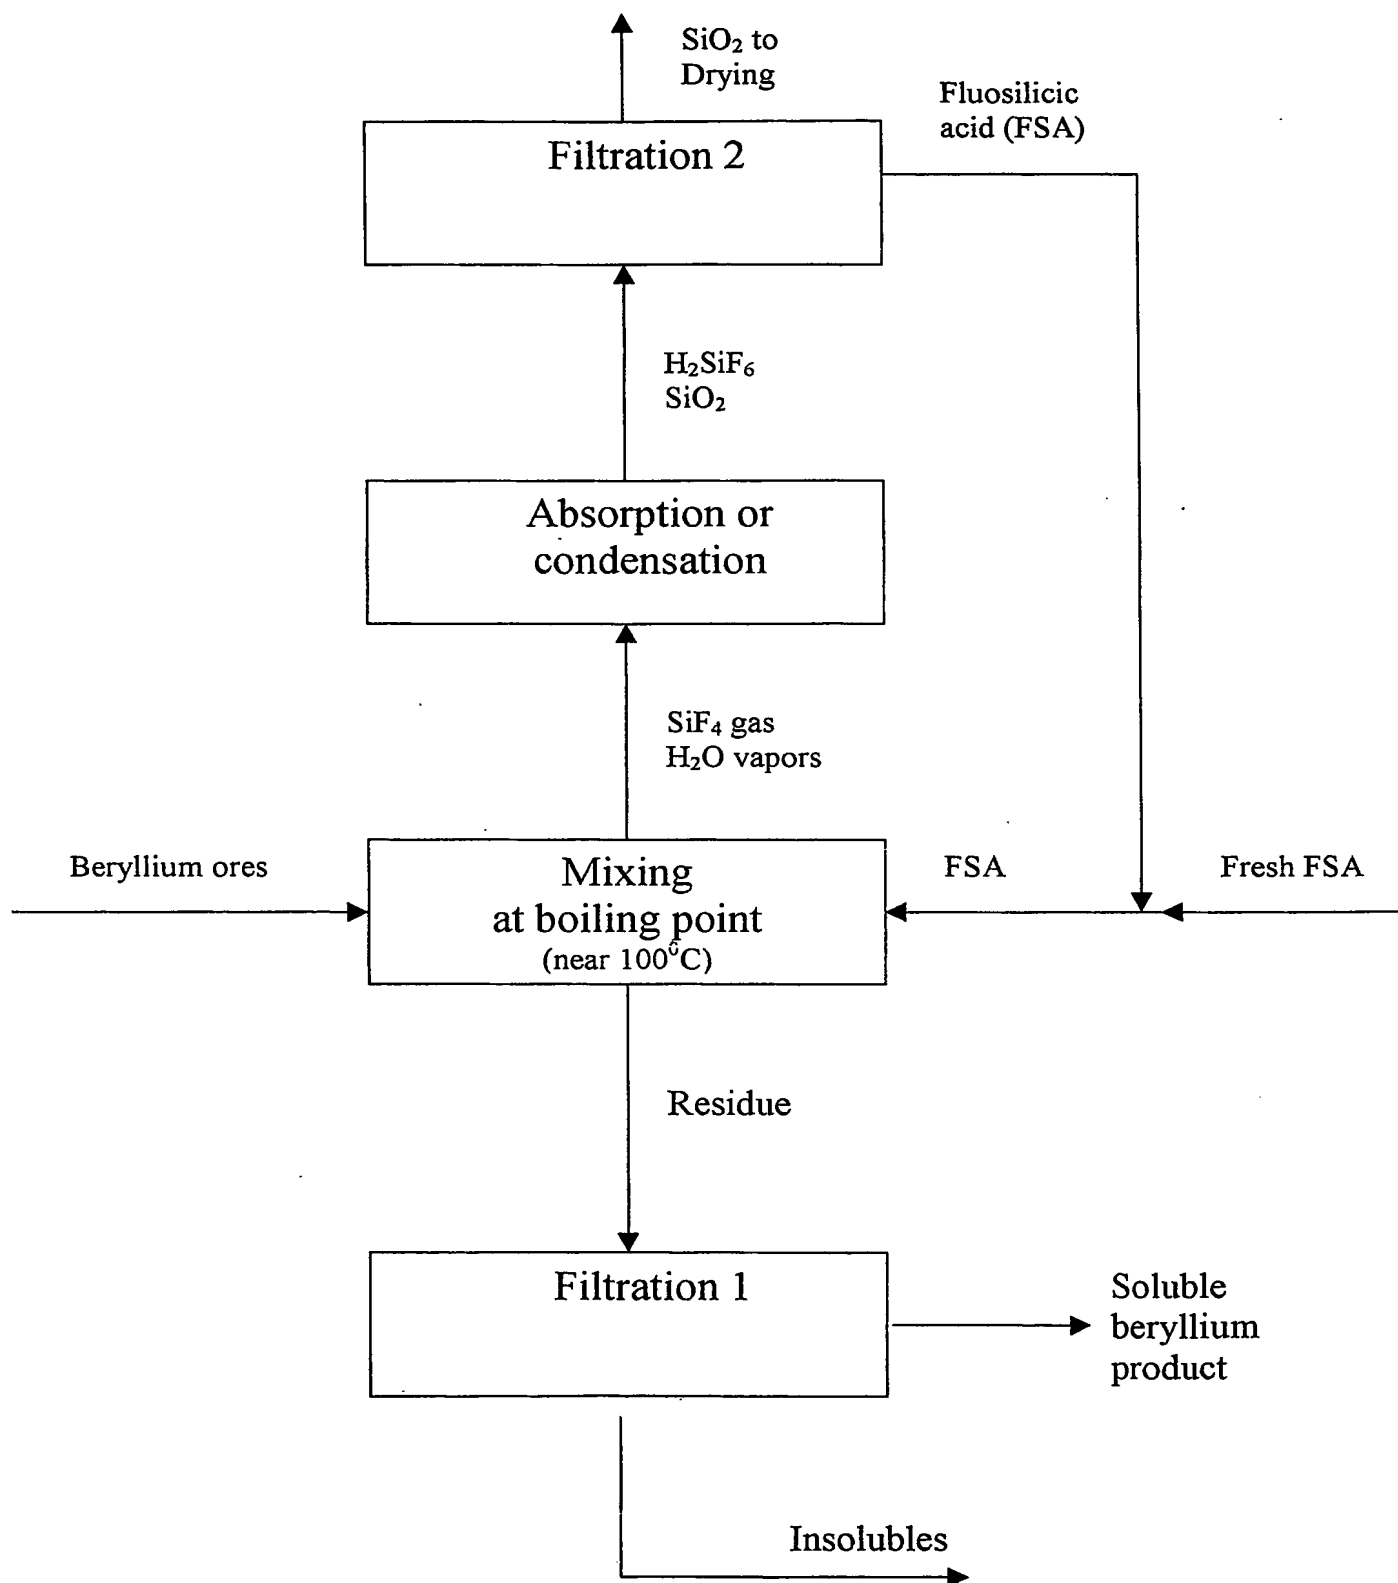 SiO₂ to
Drying
Fluosilicic
acid (FSA)
Filtration 2
H₂SiF₆
SiO₂
Absorption or
condensation
SiF₄ gas
H₂O vapors
Beryllium ores
Mixing
at boiling point
(near 100⁰C)
FSA
Fresh FSA
Residue
Filtration 1
Soluble
beryllium
product
Insolubles